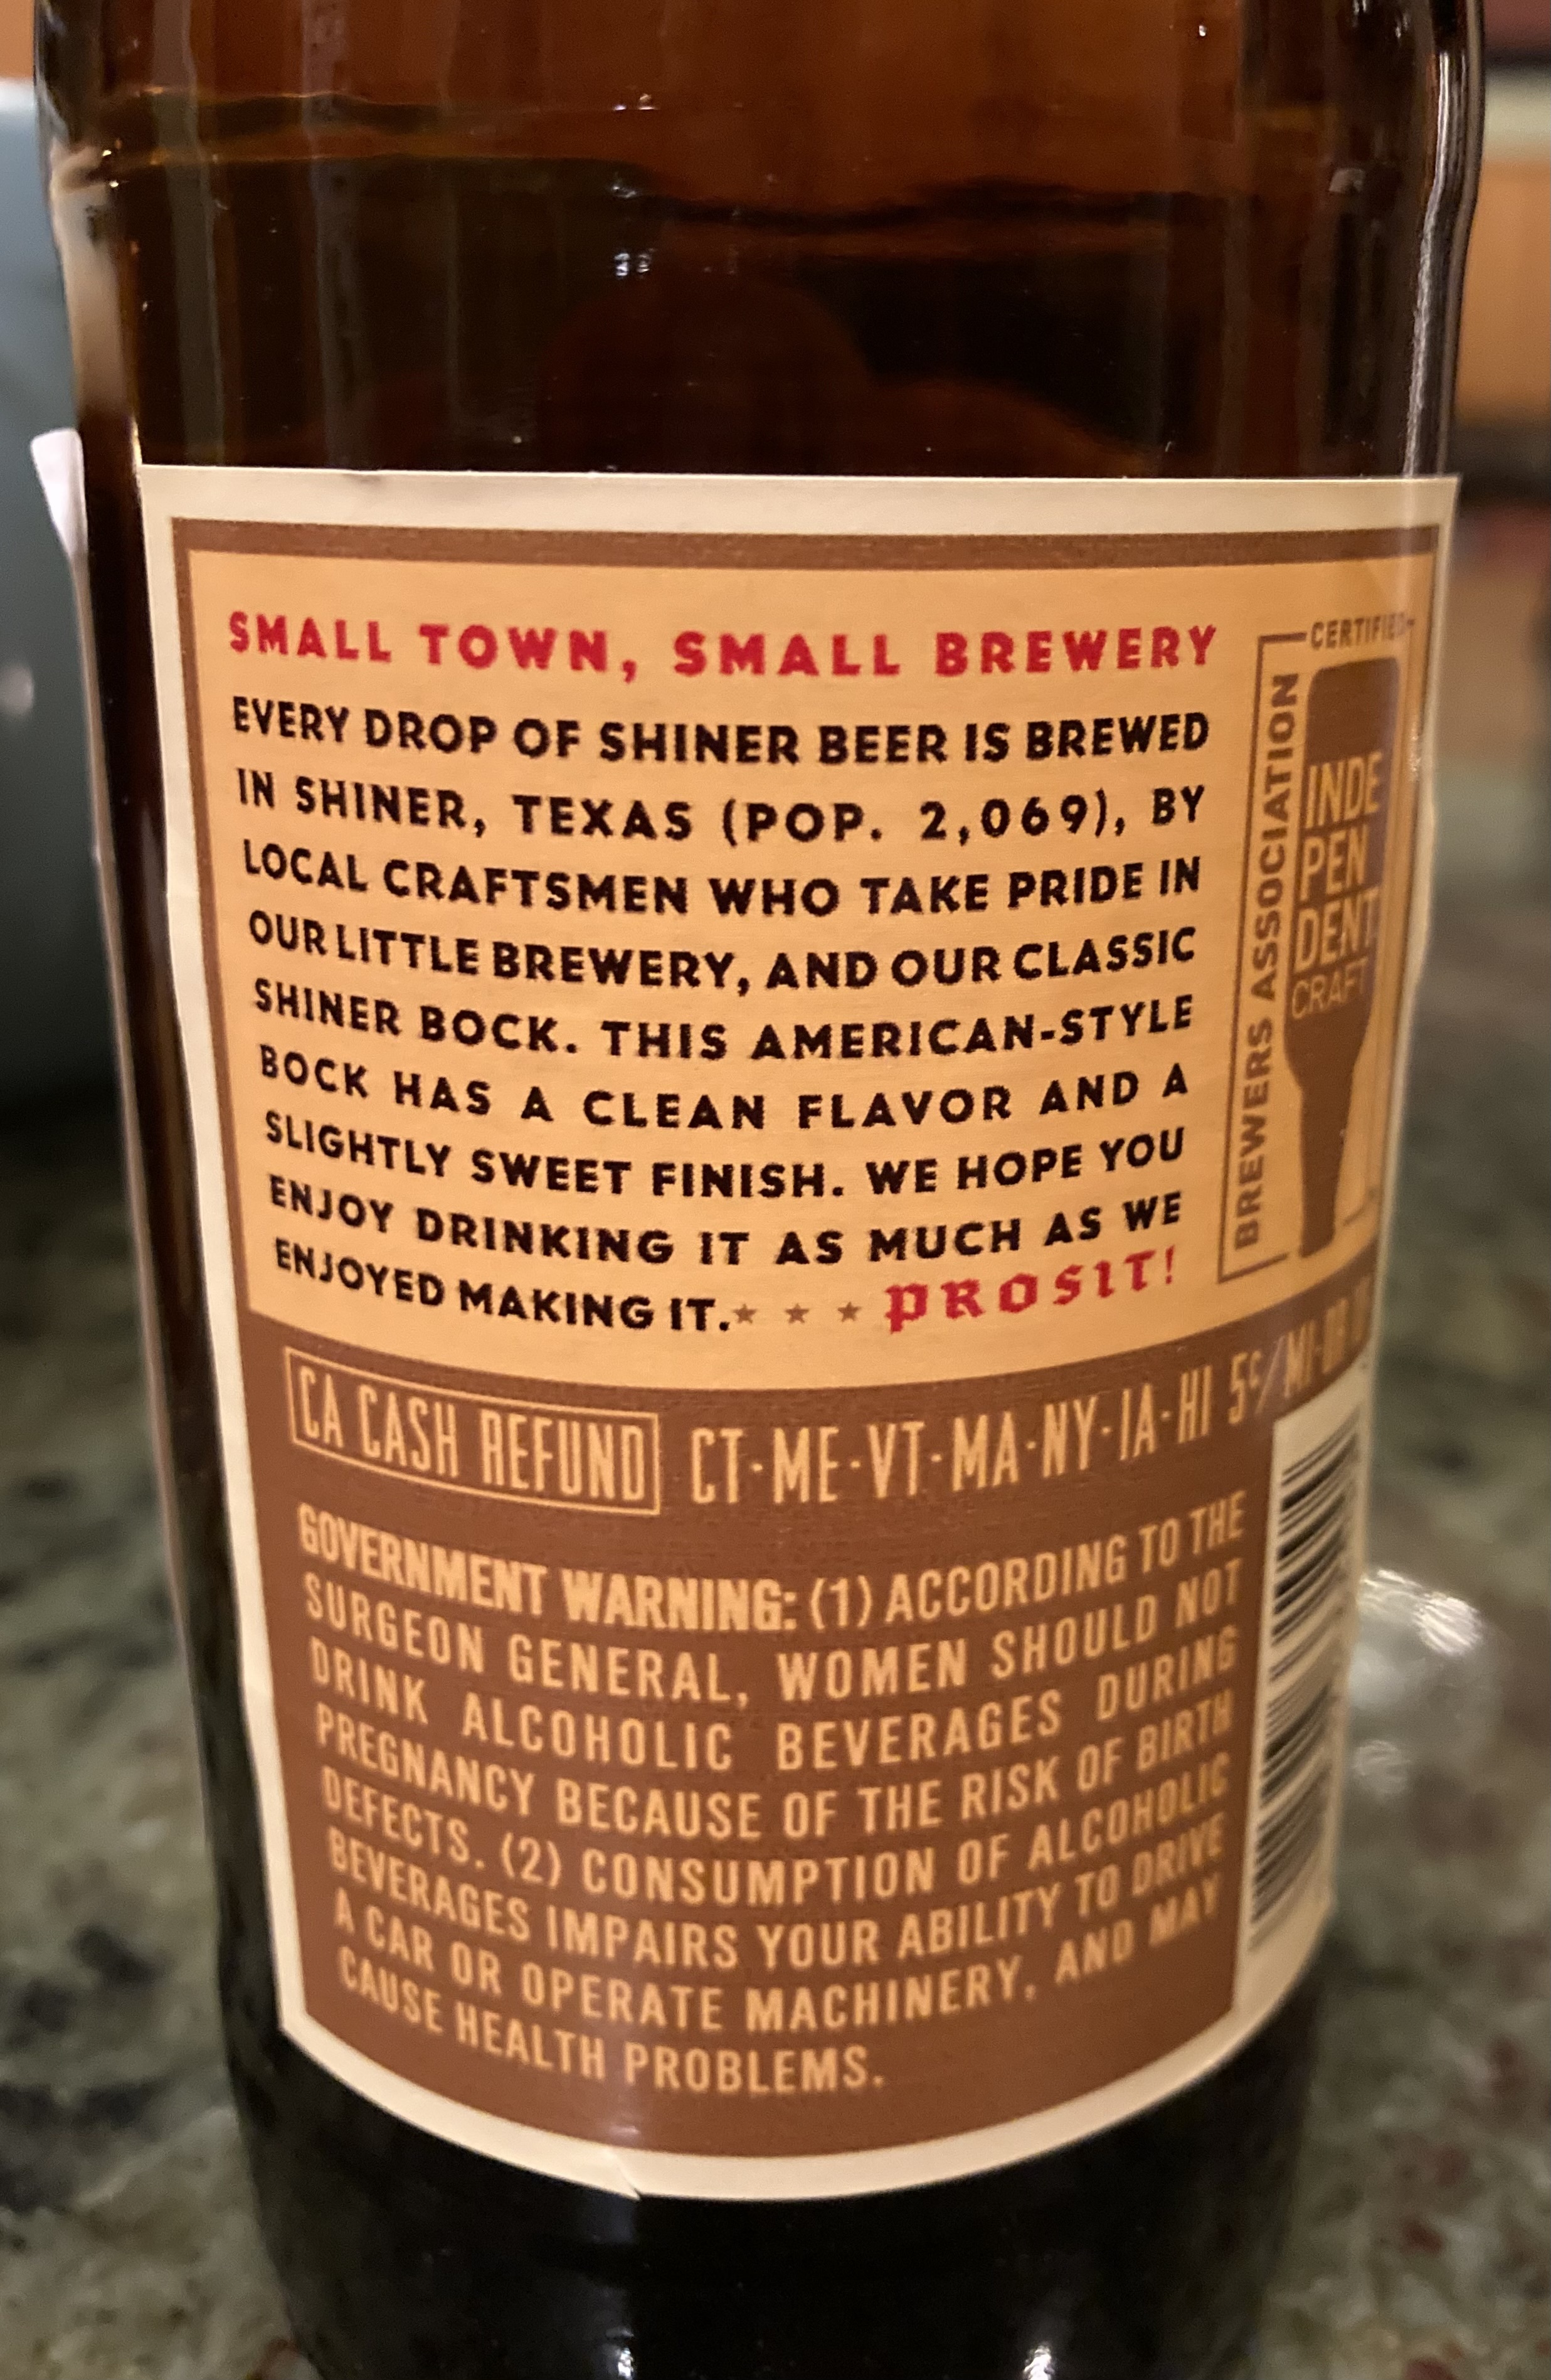 SMALL TOWN, SMALL BREWERY
EVERY DROP OF SHINER BEER IS BREWED
IN SHINER, TEXAS (POP. 2,069), BY
LOCAL CRAFTSMEN WHO TAKE PRIDE IN
OUR LITTLE BREWERY, AND OUR CLASSIC
SHINER BOCK. THIS AMERICAN-STYLE
BOCK HAS A CLEAN FLAVOR AND A
SLIGHTLY SWEET FINISH. WE HOPE YOU
ENJOY DRINKING IT AS MUCH AS WE
ENJOYED MAKING IT.★ ★ ★ PROSIT!
BREWERS ASSOCIATION
CERTIFIED
INDE
PEN
DENT
CRAFT
CA CASH REFUND CT·ME·VT·MA·NY·IA·HI 5¢/MI-OR
GOVERNMENT WARNING: (1) ACCORDING TO THE
SURGEON GENERAL, WOMEN SHOULD NOT
DRINK ALCOHOLIC BEVERAGES DURING
PREGNANCY BECAUSE OF THE RISK OF BIRTH
DEFECTS. (2) CONSUMPTION OF ALCOHOLIC
BEVERAGES IMPAIRS YOUR ABILITY TO DRIVE
A CAR OR OPERATE MACHINERY, AND MAY
CAUSE HEALTH PROBLEMS.